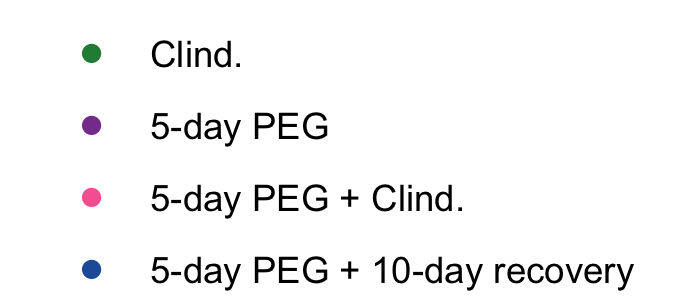 Clind.
5-day PEG
5-day PEG + Clind.
5-day PEG + 10-day recovery